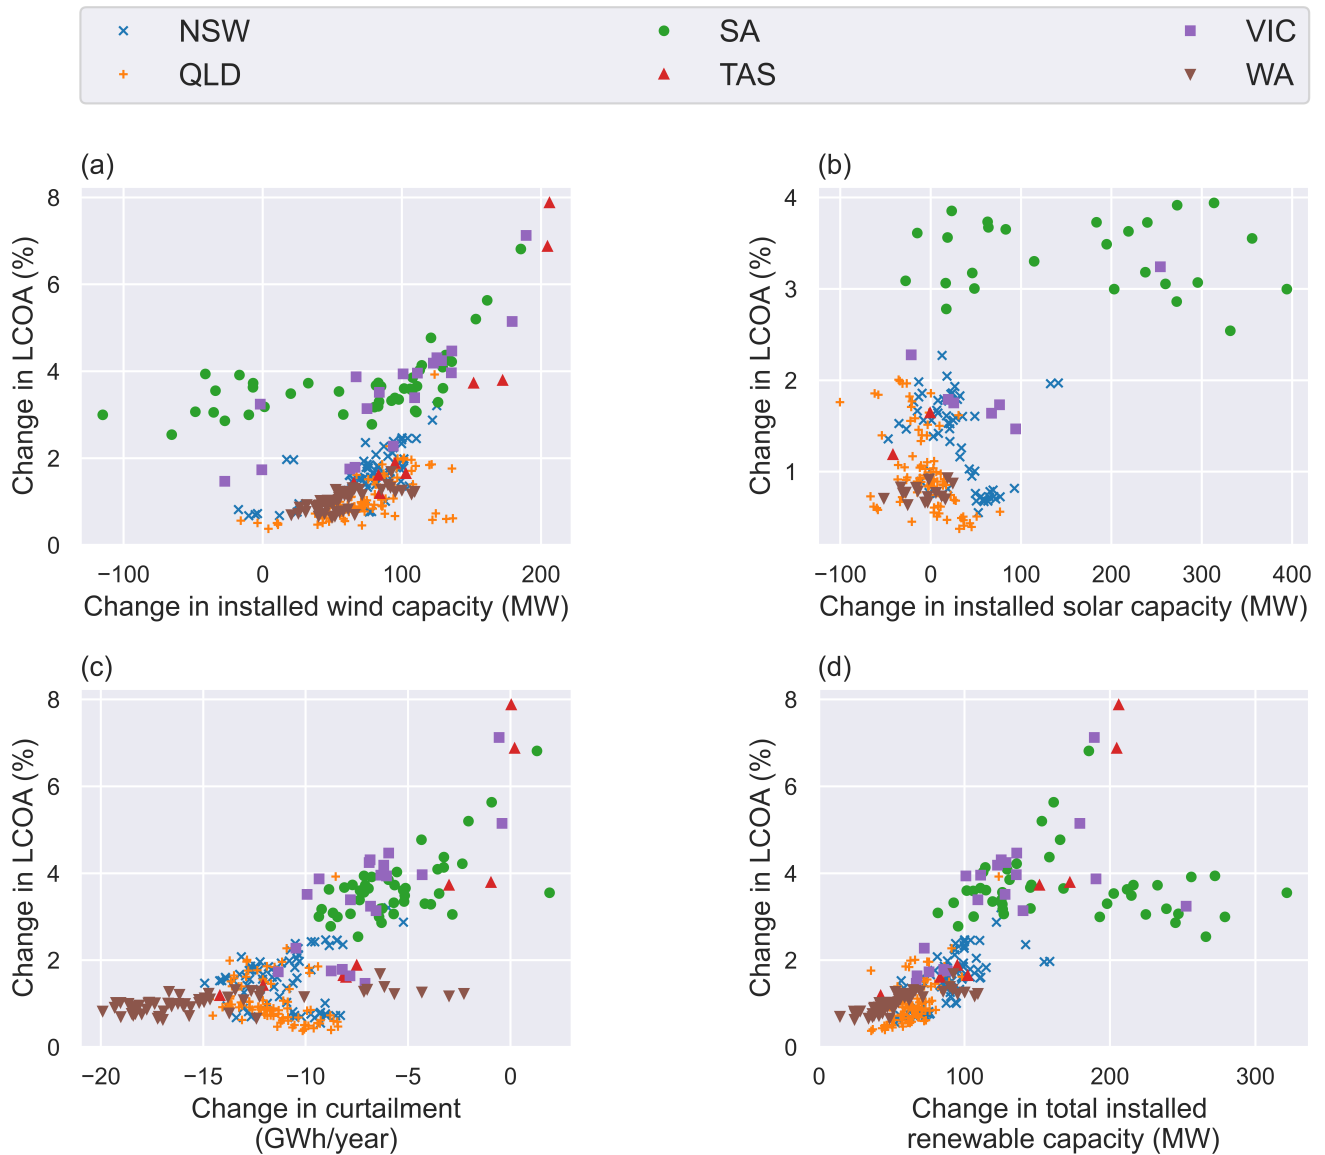 NSW
SA
VIC
QLD
TAS
WA
(a)
(b)
8
6
4
2
0
Change in LCOA (%)
−100
0
100
200
Change in installed wind capacity (MW)
4
3
2
1
Change in LCOA (%)
−100
0
100
200
300
400
Change in installed solar capacity (MW)
(c)
(d)
8
6
4
2
0
Change in LCOA (%)
−20
−15
−10
−5
0
Change in curtailment
(GWh/year)
8
6
4
2
0
Change in LCOA (%)
0
100
200
300
Change in total installed
renewable capacity (MW)